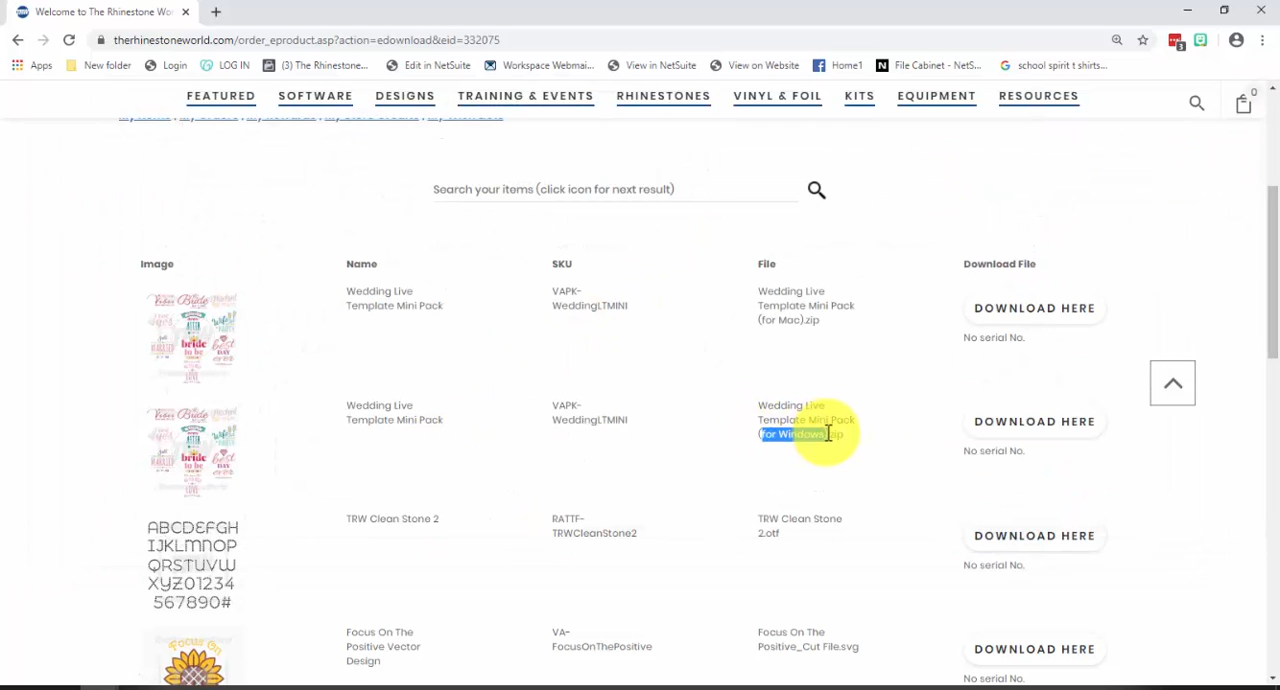 Welcome to The Rhinestone Wor
therhinestoneworld.com/order_eproduct.asp?action=edownload&eid=332075
3
Apps New folder Login LOG IN (3) The Rhinestone... Edit in NetSuite Workspace Webmai... View in NetSuite View on Website Home1 File Cabinet - NetS... school spirit t shirts...
FEATURED SOFTWARE DESIGNS TRAINING & EVENTS RHINESTONES VINYL & FOIL KITS EQUIPMENT RESOURCES
0
Search your items (click icon for next result)
Image Name SKU File Download File
Wedding Live
Template Mini Pack
VAPK-
WeddingLTMINI
Wedding Live
Template Mini Pack
(for Mac).zip
DOWNLOAD HERE
No serial No.
Wedding Live
Template Mini Pack
VAPK-
WeddingLTMINI
Wedding Live
Template Mini Pack
(for Windows).zip
DOWNLOAD HERE
No serial No.
ABCDEFGH
IJKLMNOP
QRSTUVW
XYZ01234
567890#
TRW Clean Stone 2
RATTF-
TRWCleanStone2
TRW Clean Stone
2.otf
DOWNLOAD HERE
No serial No.
Focus On
Focus On The
Positive Vector
Design
VA-
FocusOnThePositive
Focus On The
Positive_Cut File.svg
DOWNLOAD HERE
No serial No.